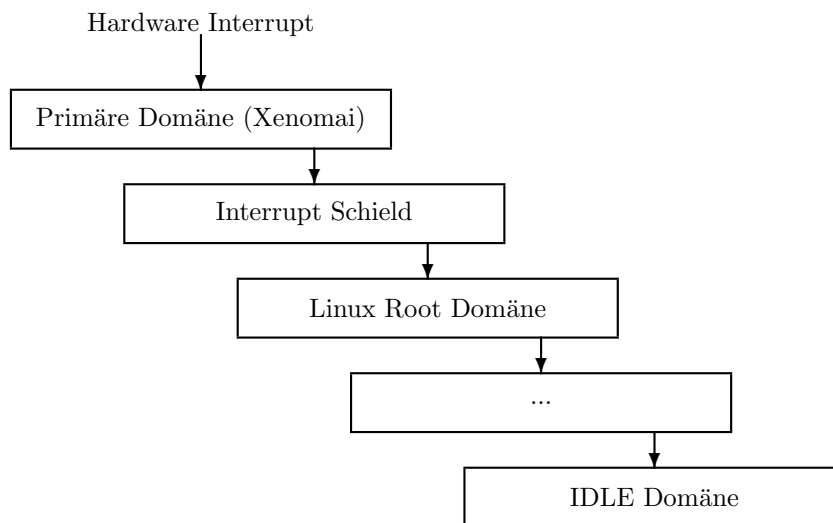 Hardware Interrupt
Primäre Domäne (Xenomai)
Interrupt Schield
Linux Root Domäne
...
IDLE Domäne